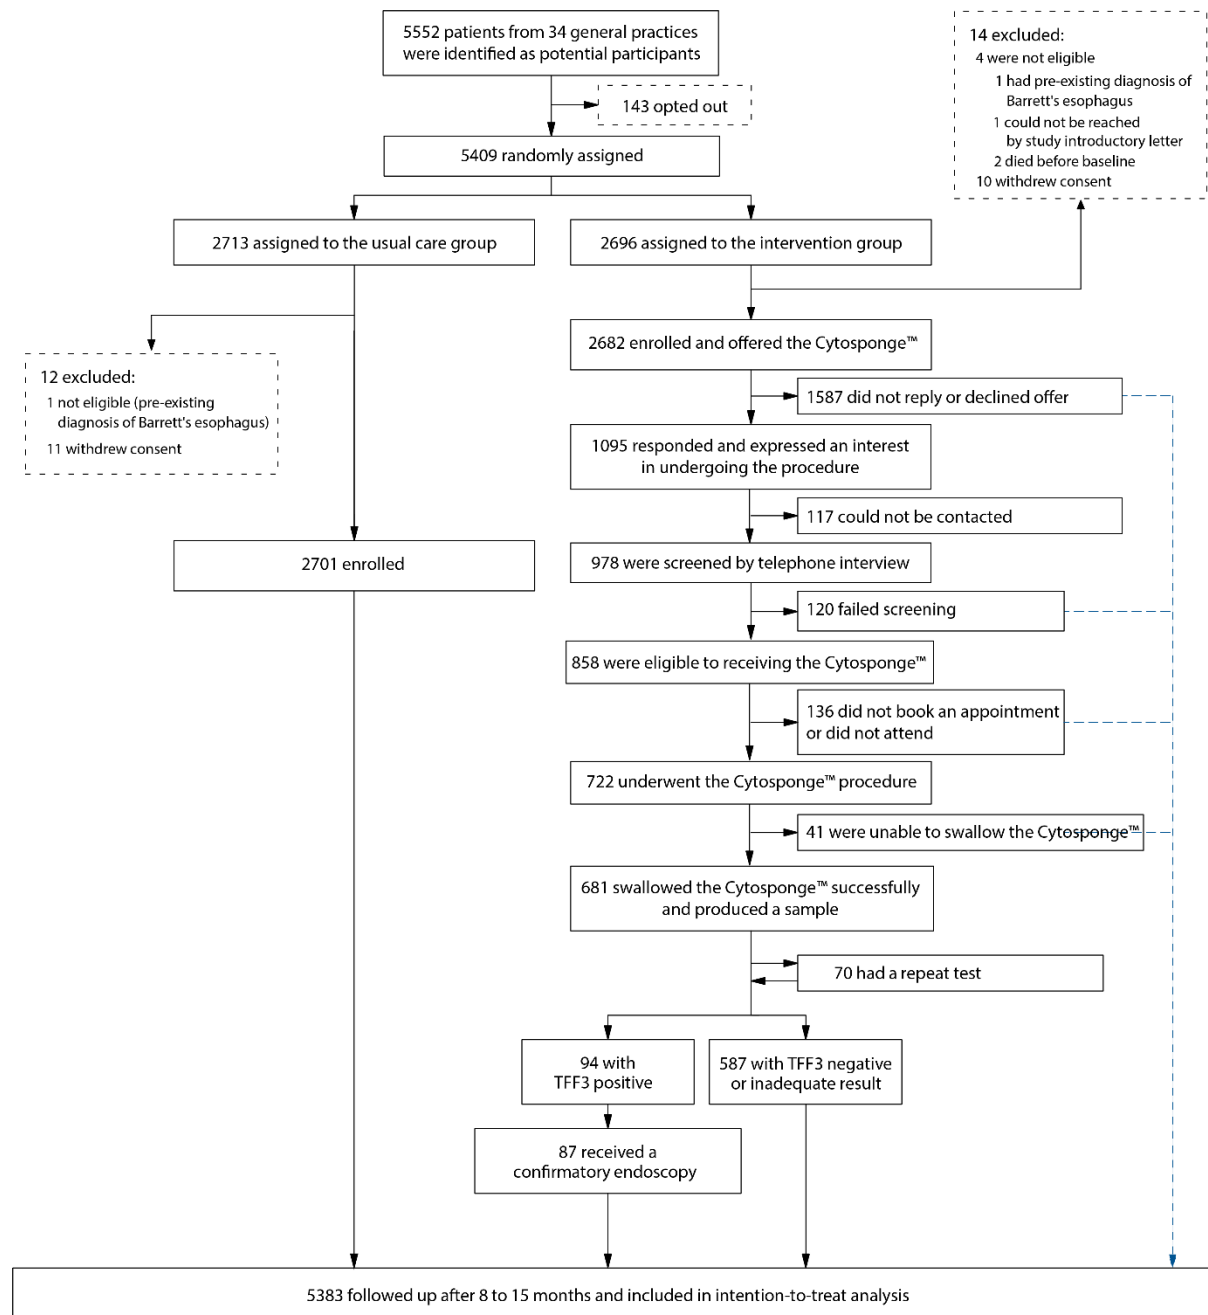 5552 patients from 34 general practices
were identified as potential participants
143 opted out
5409 randomly assigned
14 excluded:
4 were not eligible
1 had pre-existing diagnosis of
Barrett's esophagus
1 could not be reached
by study introductory letter
2 died before baseline
10 withdrew consent
2713 assigned to the usual care group
2696 assigned to the intervention group
12 excluded:
1 not eligible (pre-existing
diagnosis of Barrett's esophagus)
11 withdrew consent
2701 enrolled
2682 enrolled and offered the Cytosponge™
1587 did not reply or declined offer
1095 responded and expressed an interest
in undergoing the procedure
117 could not be contacted
978 were screened by telephone interview
120 failed screening
858 were eligible to receiving the Cytosponge™
136 did not book an appointment
or did not attend
722 underwent the Cytosponge™ procedure
41 were unable to swallow the Cytosponge™
681 swallowed the Cytosponge™ successfully
and produced a sample
70 had a repeat test
94 with
TFF3 positive
587 with TFF3 negative
or inadequate result
87 received a
confirmatory endoscopy
5383 followed up after 8 to 15 months and included in intention-to-treat analysis